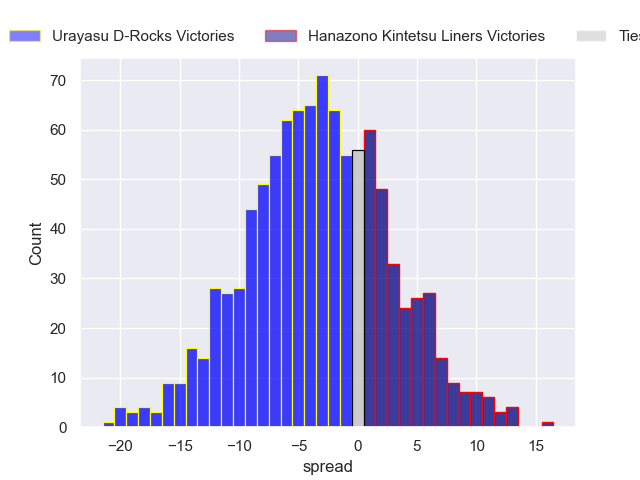 Urayasu D-Rocks Victories Hanazono Kintetsu Liners Victories Ties
70
60
50
40
30
20
10
0
Count
−20 −15 −10 −5 0 5 10 15
spread